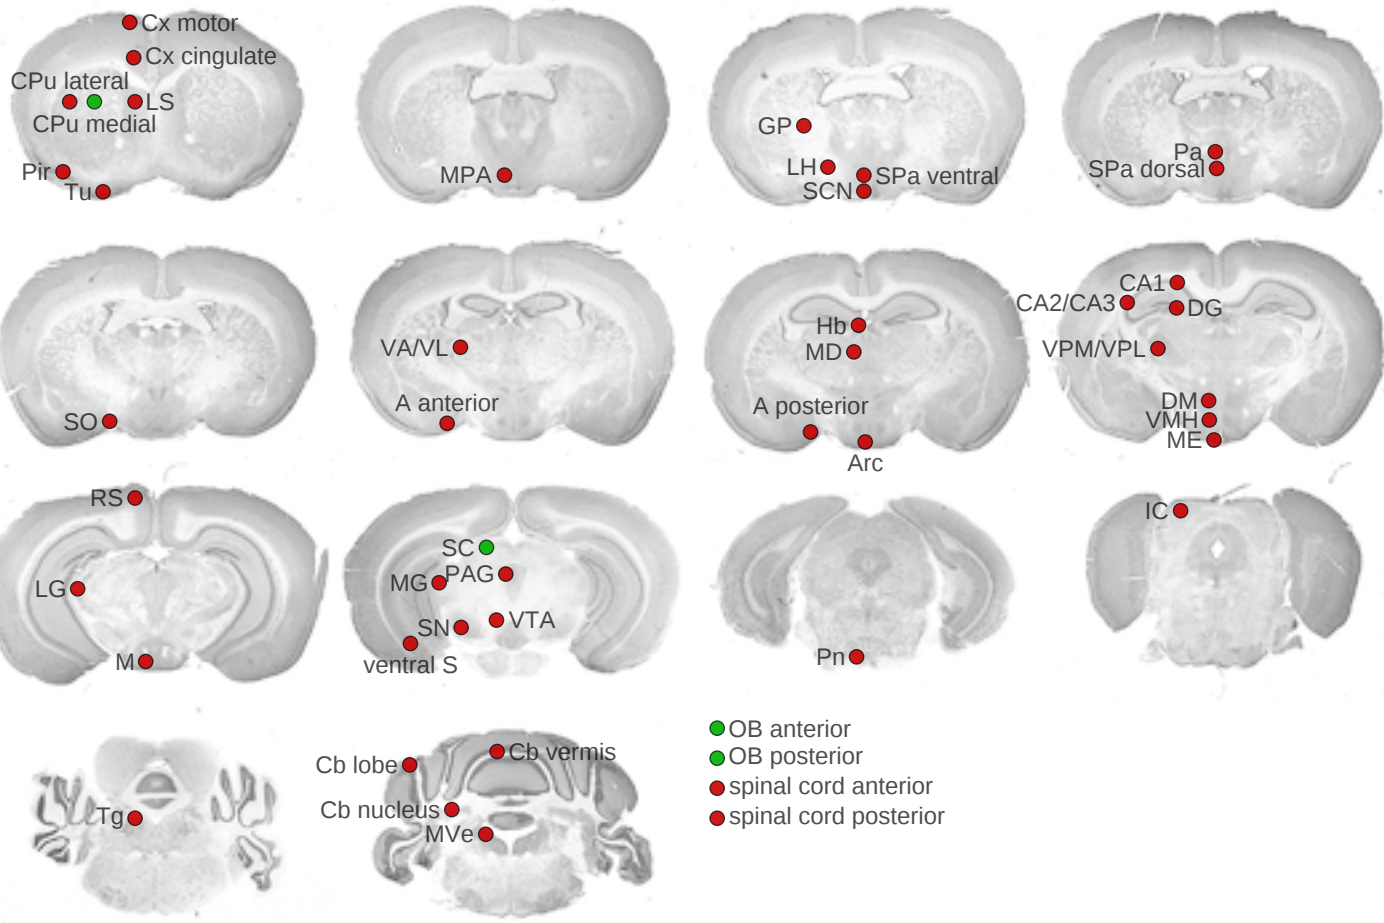 Cx motor
Cx cingulate
CPu lateral
LS
CPu medial
Pir
Tu
MPA
GP
LH
SPa ventral
SCN
Pa
SPa dorsal
SO
VA/VL
A anterior
Hb
MD
A posterior
Arc
CA1
CA2/CA3
DG
VPM/VPL
DM
VMH
ME
RS
LG
M
SC
PAG
MG
VTA
SN
ventral S
Pn
IC
Tg
Cb vermis
Cb lobe
Cb nucleus
MVe
OB anterior
OB posterior
spinal cord anterior
spinal cord posterior